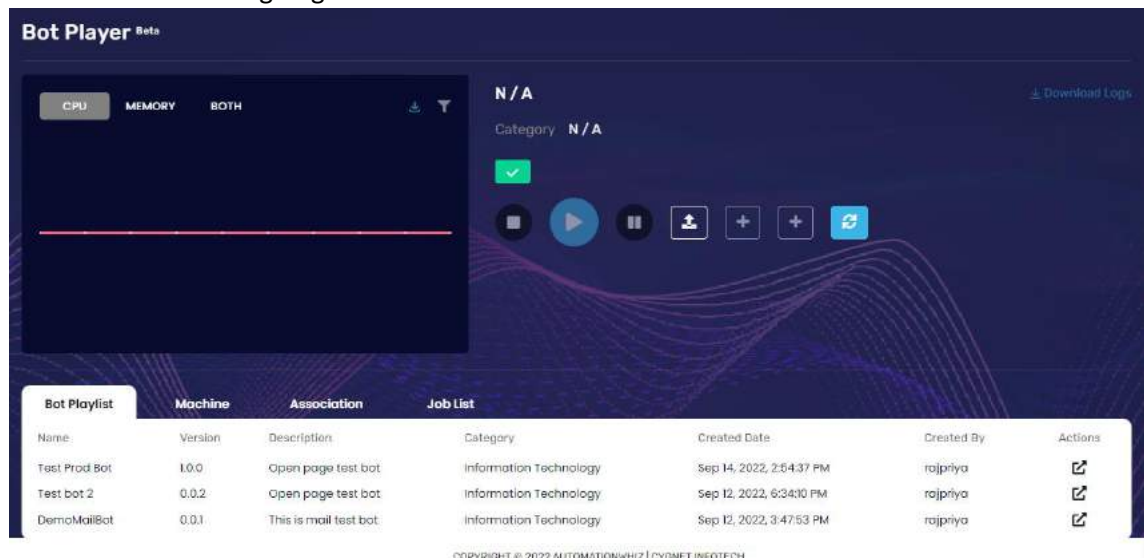 Bot Player Beta
CPU MEMORY BOTH
N/A
Download Logs
Category N/A
Bot Playlist Machine Association Job List
Name Version Description Category Created Date Created By Actions
Test Prod Bot 1.0.0 Open page test bot Information Technology Sep 14, 2022, 2:54:37 PM rajpriya
Test bot 2 0.0.2 Open page test bot Information Technology Sep 12, 2022, 6:34:10 PM rajpriya
DemoMailBot 0.0.1 This is mail test bot Information Technology Sep 12, 2022, 3:47:53 PM rajpriya
COPYRIGHT © 2022 AUTOMATIONWHIZ | CYGNET INFOTECH